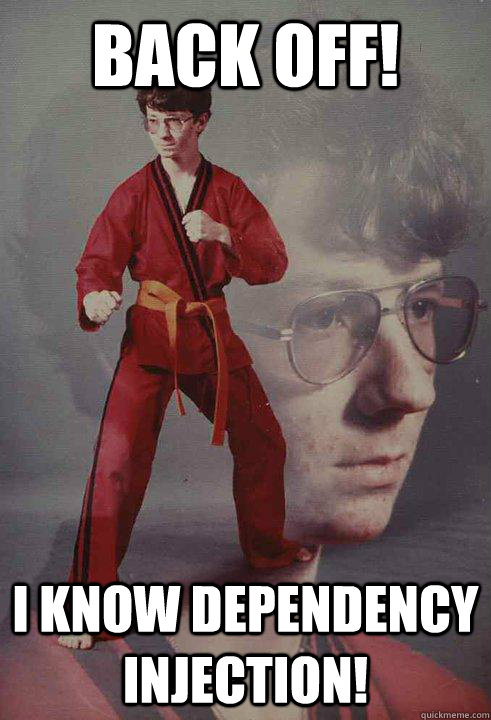 BACK OFF!
I KNOW DEPENDENCY
INJECTION!
quickmeme.com